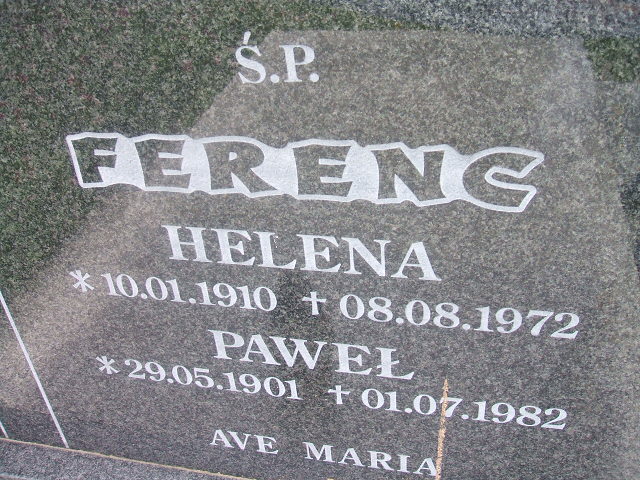 Ś.P.
FERENC
HELENA
* 10.01.1910 † 08.08.1972
PAWEŁ
* 29.05.1901 † 01.07.1982
AVE MARIA